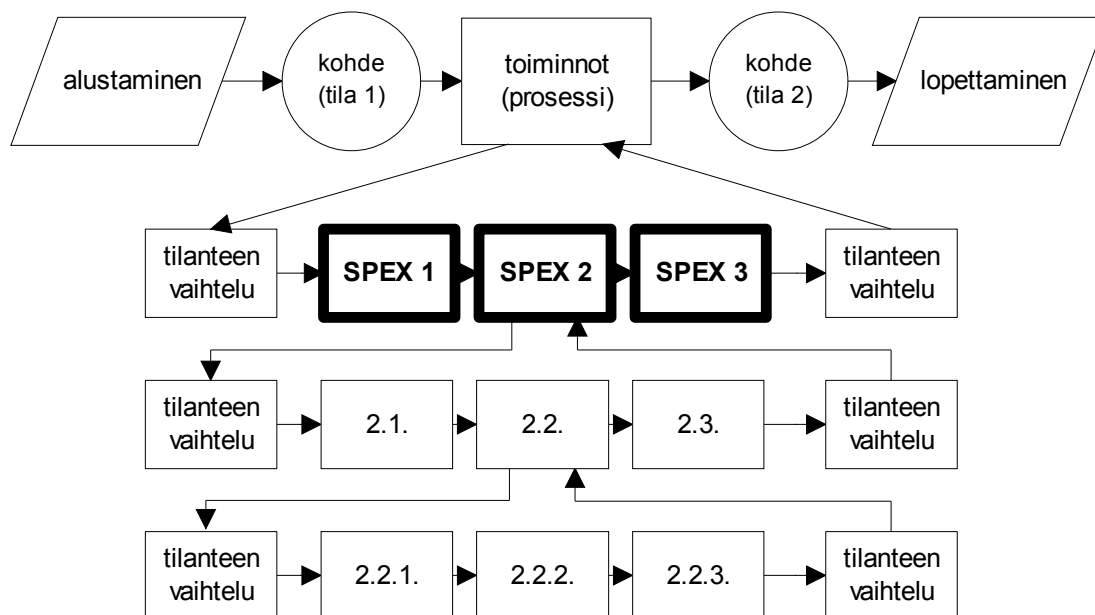 alustaminen
kohde
(tila 1)
toiminnot
(prosessi)
kohde
(tila 2)
lopettaminen
tilanteen
vaihtelu
SPEX 1
SPEX 2
SPEX 3
tilanteen
vaihtelu
tilanteen
vaihtelu
2.1.
2.2.
2.3.
tilanteen
vaihtelu
tilanteen
vaihtelu
2.2.1.
2.2.2.
2.2.3.
tilanteen
vaihtelu